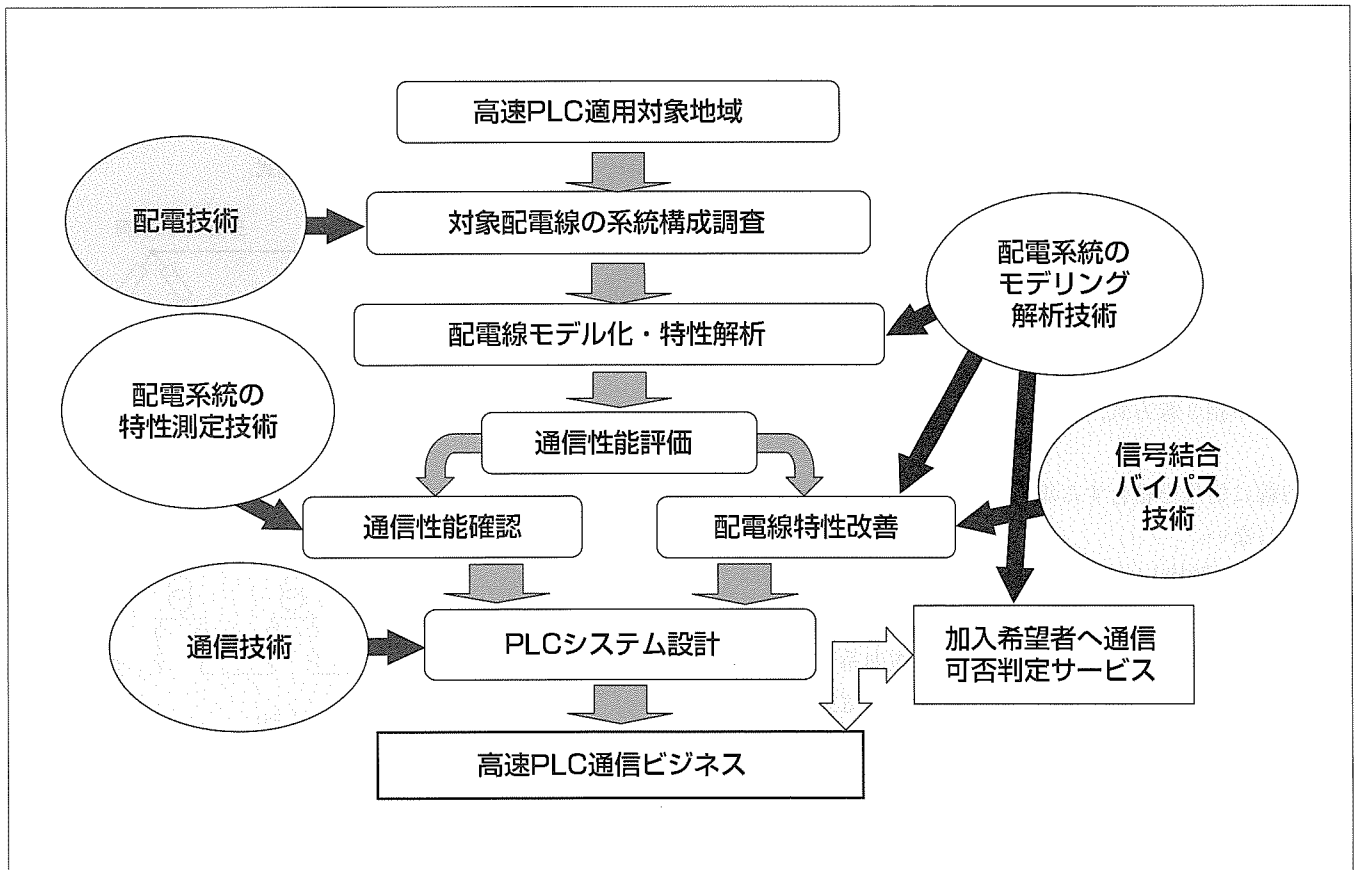 高速PLC適用対象地域
配電技術
対象配電線の系統構成調査
配電系統の
モデリング
解析技術
配電線モデル化・特性解析
配電系統の
特性測定技術
通信性能評価
信号結合
バイパス
技術
通信性能確認
配電線特性改善
通信技術
PLCシステム設計
加入希望者へ通信
可否判定サービス
高速PLC通信ビジネス